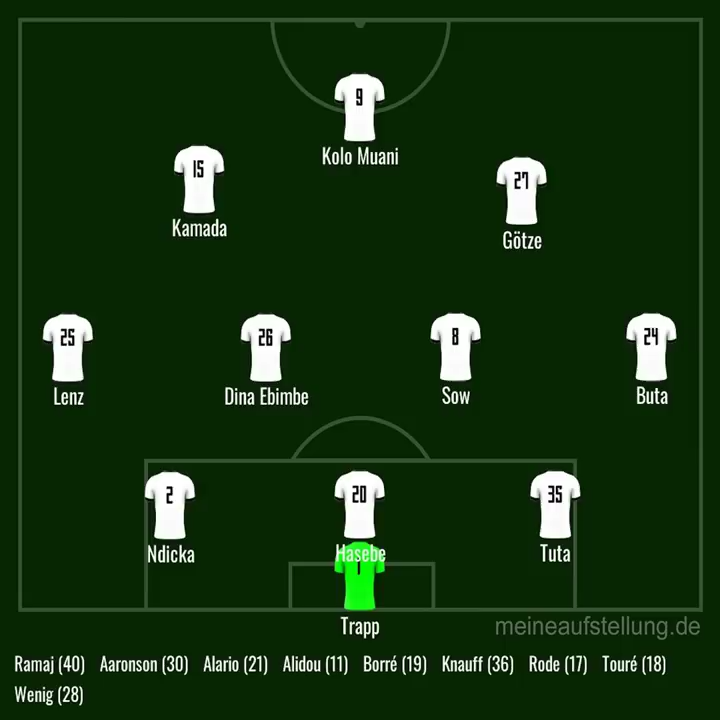 9
Kolo Muani
15
27
Kamada
Götze
25
26
8
24
Lenz
Dina Ebimbe
Sow
Buta
2
20
35
Ndicka
Hasebe
Tuta
1
Trapp
meineaufstellung.de
Ramaj (40) Aaronson (30) Alario (21) Alidou (11) Borré (19) Knauff (36) Rode (17) Touré (18)
Wenig (28)